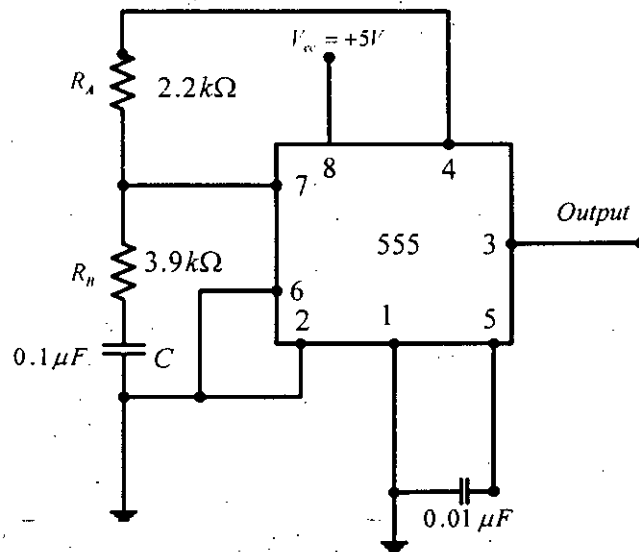 V_cc = +5V
R_A 2.2kΩ
8 4
7
Output
555 3
R_B 3.9kΩ
6
2 1 5
0.1μF C
0.01μF